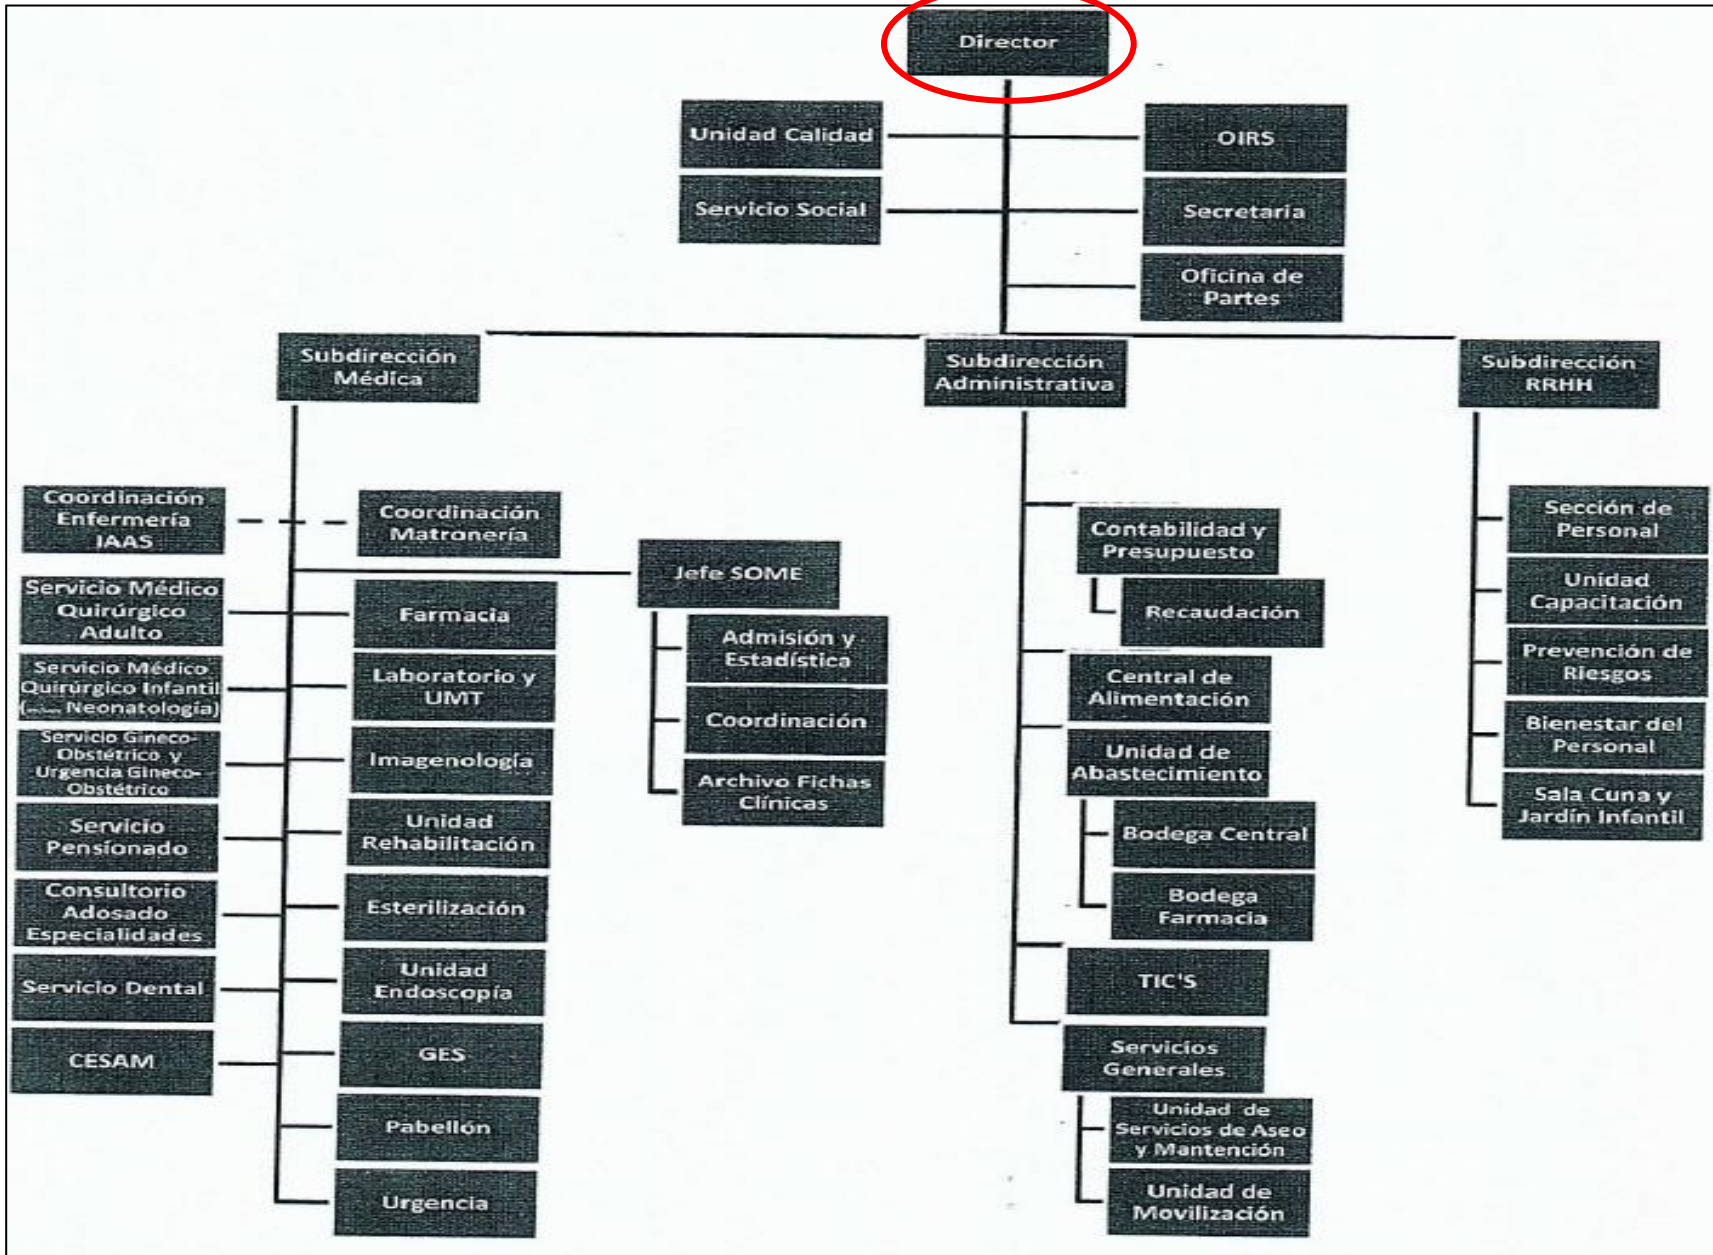 Director
Unidad Calidad
OIRS
Servicio Social
Secretaria
Oficina de
Partes
Subdirección
Médica
Subdirección
Administrativa
Subdirección
RRHH
Coordinación
Enfermería
IAAS
Coordinación
Matronería
Jefe SOME
Servicio Médico
Quirúrgico
Adulto
Farmacia
Admisión y
Estadística
Servicio Médico
Quirúrgico Infantil
Neonatología)
Laboratorio y
UMT
Coordinación
Servicio Gineco-
Obstétrico y
Urgencia Gineco-
Obstétrico
Imagenología
Archivo Fichas
Clínicas
Servicio
Pensionado
Unidad
Rehabilitación
Consultorio
Adosado
Especialidades
Esterilización
Servicio Dental
Unidad
Endoscopía
CESAM
GES
Pabellón
Urgencia
Contabilidad y
Presupuesto
Recaudación
Central de
Alimentación
Unidad de
Abastecimiento
Bodega Central
Bodega
Farmacia
TIC'S
Servicios
Generales
Unidad de
Servicios de Aseo
y Mantención
Unidad de
Movilización
Sección de
Personal
Unidad
Capacitación
Prevención de
Riesgos
Bienestar del
Personal
Sala Cuna y
Jardín Infantil